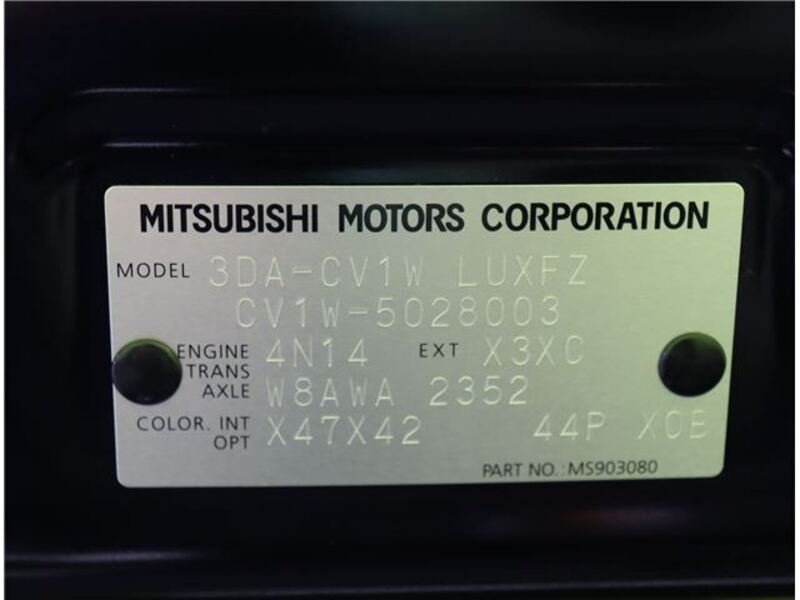 MITSUBISHI MOTORS CORPORATION
MODEL 3DA-CV1W LUXFZ
CV1W-5028003
ENGINE 4N14 EXT X3XC
TRANS
AXLE W8AWA 2352
COLOR. INT
OPT X47X42 44P X0B
PART NO.: MS903080